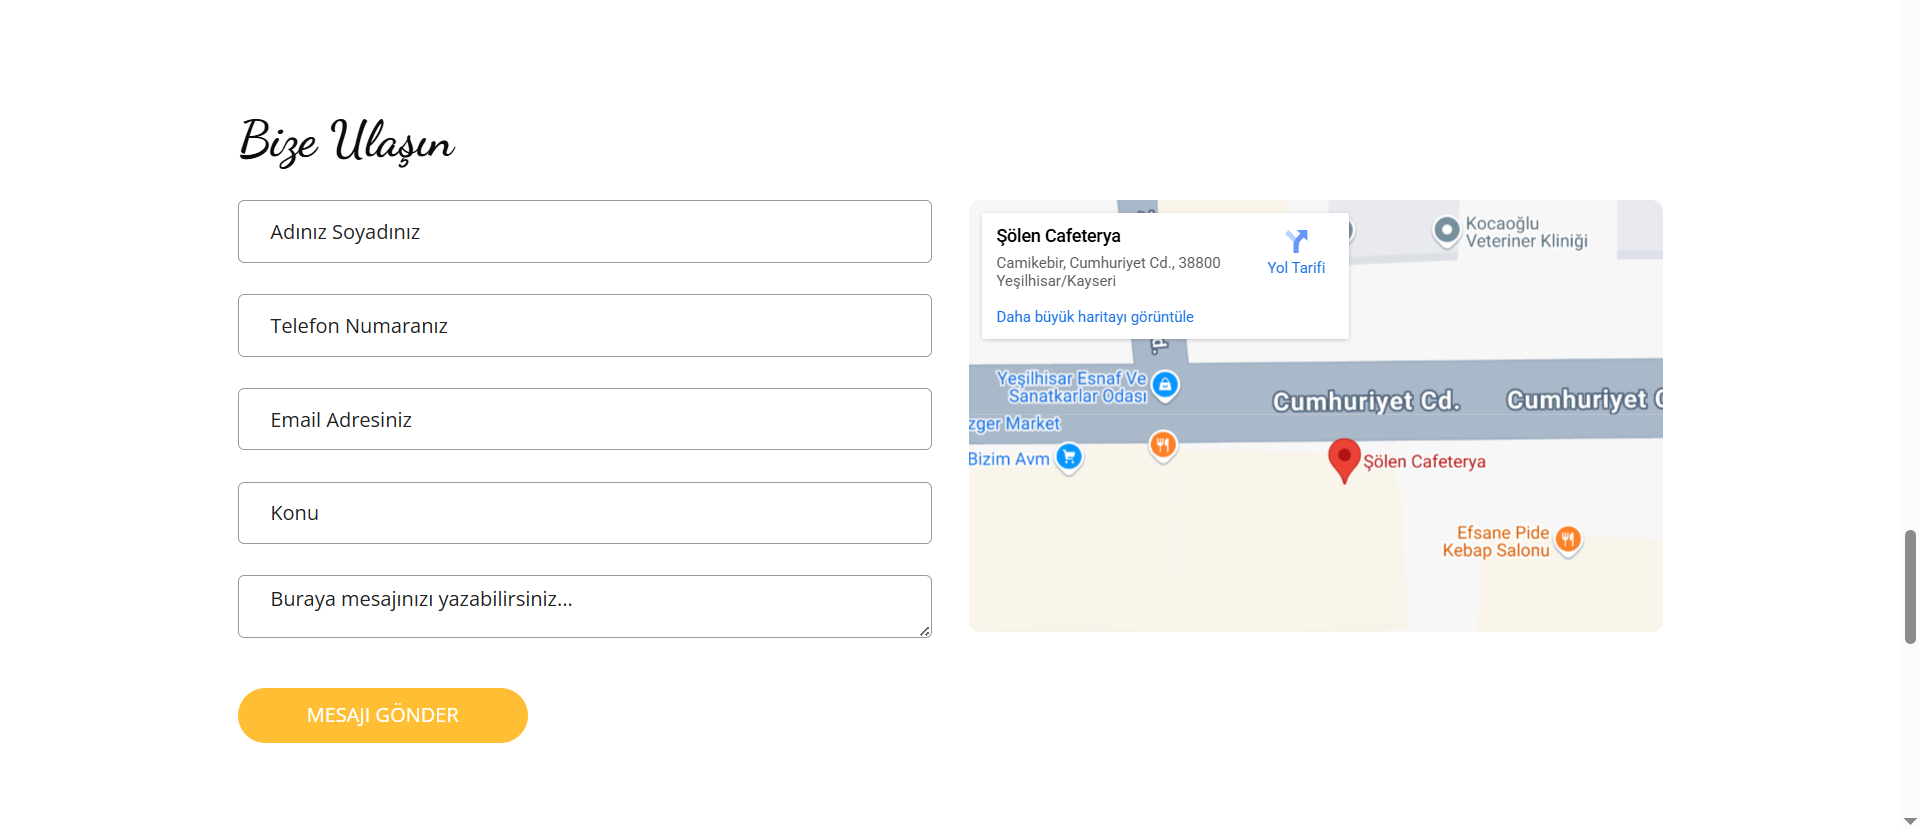 Bize Ulaşın
Adınız Soyadınız
Telefon Numaranız
Email Adresiniz
Konu
Buraya mesajınızı yazabilirsiniz...
MESAJI GÖNDER
Şölen Cafeterya
Camikebir, Cumhuriyet Cd., 38800
Yeşilhisar/Kayseri
Yol Tarifi
Daha büyük haritayı görüntüle
Kocaoğlu
Veteriner Kliniği
Yeşilhisar Esnaf Ve
Sanatkarlar Odası
Cumhuriyet Cd.
Cumhuriyet
zger Market
Bizim Avm
Şölen Cafeterya
Efsane Pide
Kebap Salonu